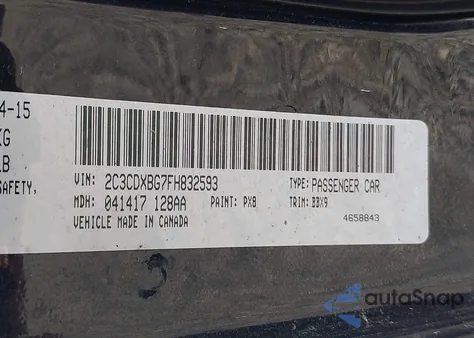 4-15
KG
LB
SAFETY,
VIN: 2C3CDXBG7FH832593
TYPE: PASSENGER CAR
MDH: 041417 128AA
PAINT: PX8
TRIM: BBX9
VEHICLE MADE IN CANADA
4658843
autoSnap